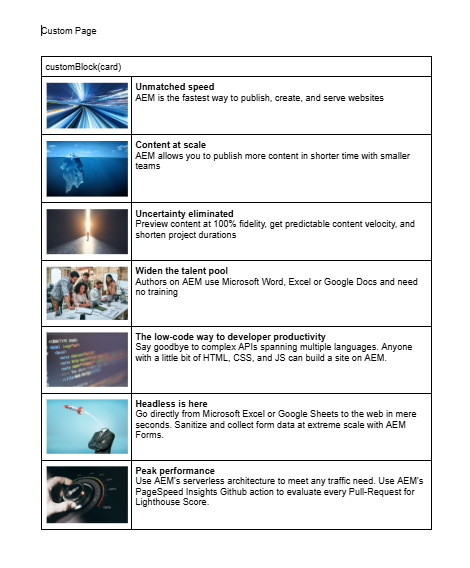 Custom Page
customBlock(card)
Unmatched speed
AEM is the fastest way to publish, create, and serve websites
Content at scale
AEM allows you to publish more content in shorter time with smaller
teams
Uncertainty eliminated
Preview content at 100% fidelity, get predictable content velocity, and
shorten project durations
Widen the talent pool
Authors on AEM use Microsoft Word, Excel or Google Docs and need
no training
The low-code way to developer productivity
Say goodbye to complex APIs spanning multiple languages. Anyone
with a little bit of HTML, CSS, and JS can build a site on AEM.
Headless is here
Go directly from Microsoft Excel or Google Sheets to the web in mere
seconds. Sanitize and collect form data at extreme scale with AEM
Forms.
Peak performance
Use AEM's serverless architecture to meet any traffic need. Use AEM's
PageSpeed Insights Github action to evaluate every Pull-Request for
Lighthouse Score.